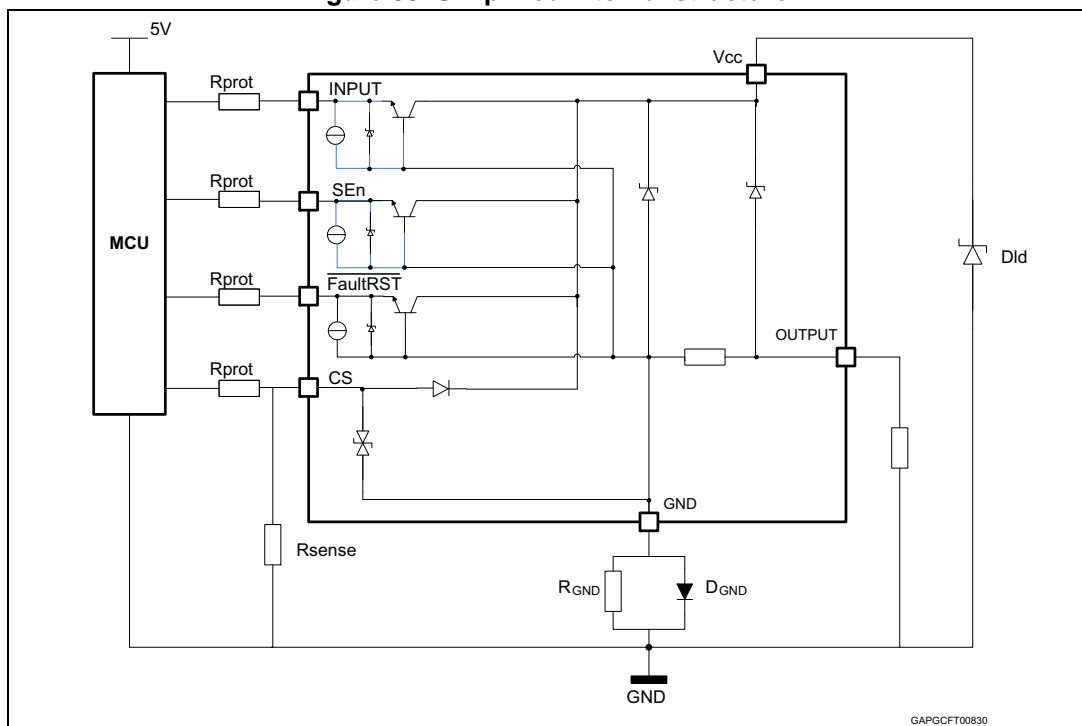 5V
Vcc
Rprot
INPUT
Rprot
SEn
MCU
Dld
Rprot
FaultRST
OUTPUT
Rprot
CS
GND
Rsense
RGND
DGND
GND
GAPGCFT00830